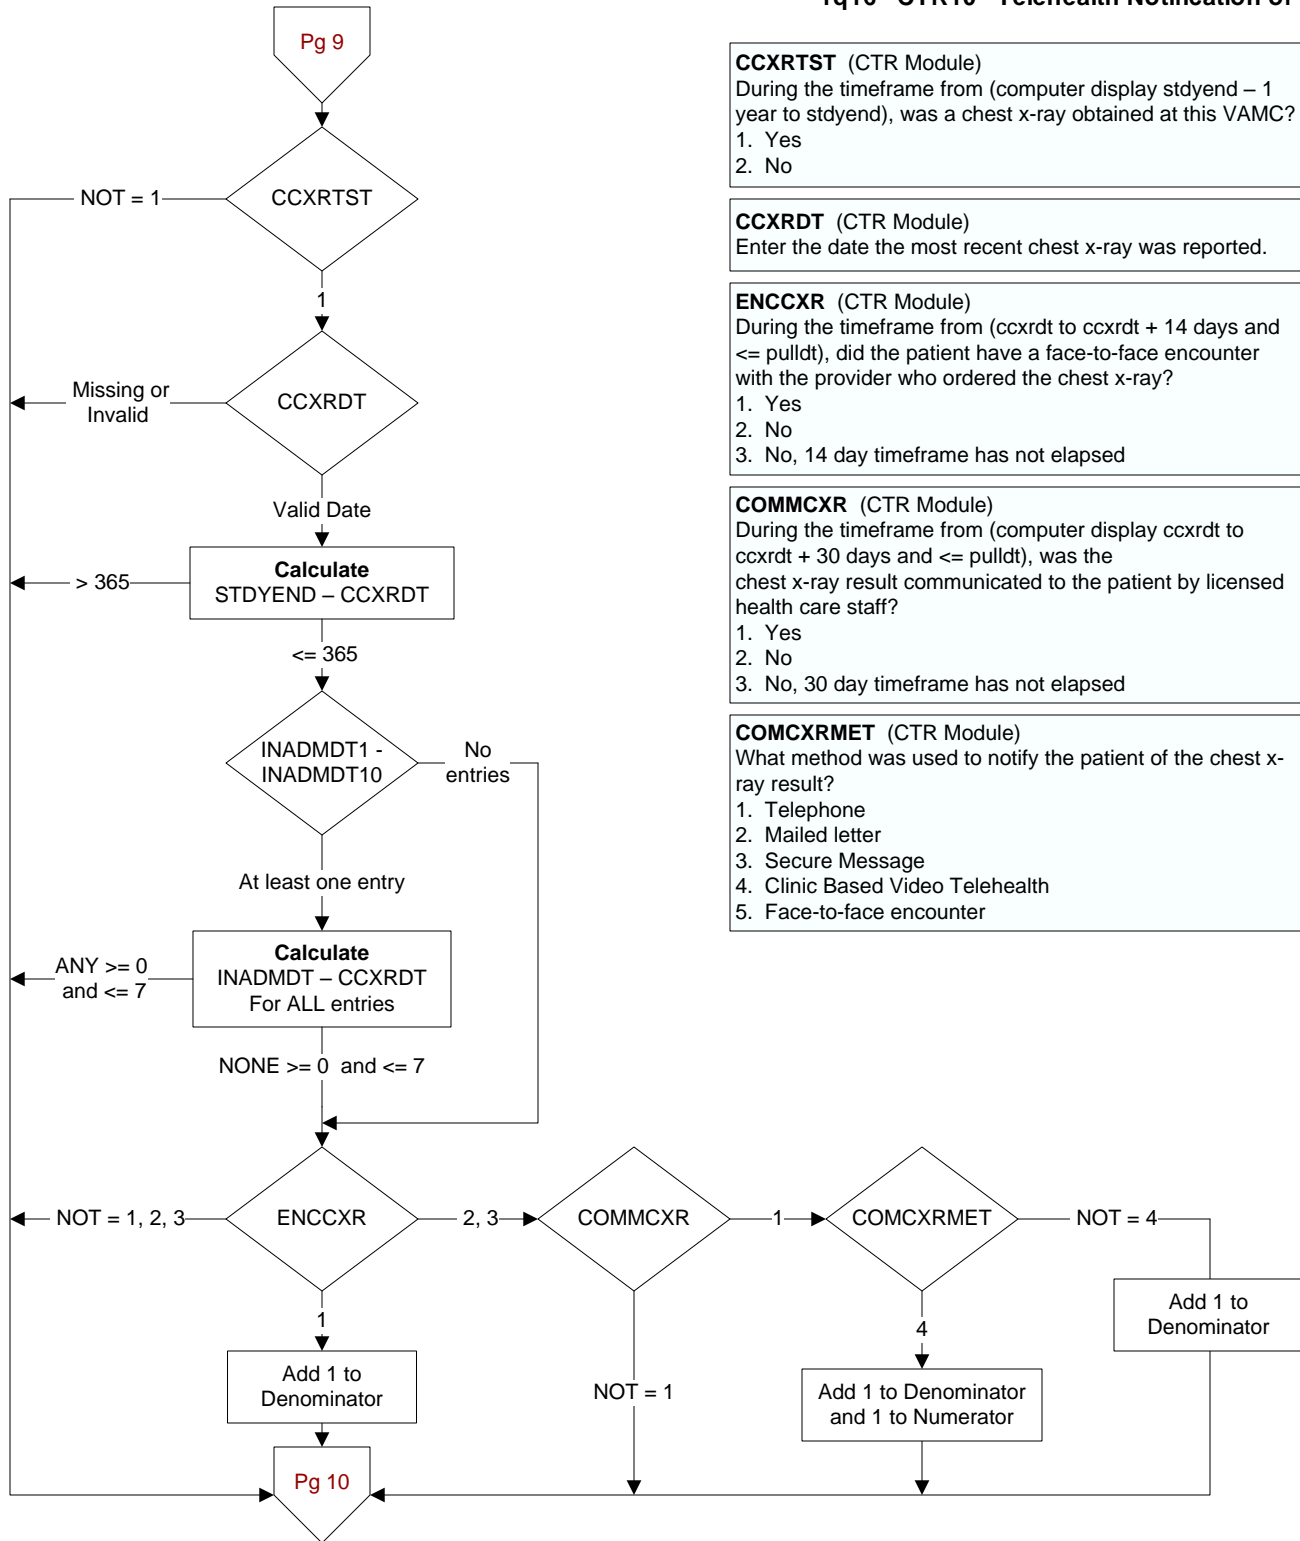 Pg 9
CCXRTST
NOT = 1
1
CCXRDT
Missing or
Invalid
Valid Date
Calculate
STDYEND – CCXRDT
> 365
<= 365
INADMDT1 -
INADMDT10
No
entries
At least one entry
Calculate
INADMDT – CCXRDT
For ALL entries
ANY >= 0
and <= 7
NONE >= 0 and <= 7
NOT = 1, 2, 3
ENCCXR
2, 3
COMMCXR
1
COMCXRMET
NOT = 4
1
Add 1 to
Denominator
NOT = 1
4
Add 1 to Denominator
and 1 to Numerator
Add 1 to
Denominator
Pg 10
CCXRTST (CTR Module)
During the timeframe from (computer display stdyend – 1
year to stdyend), was a chest x-ray obtained at this VAMC?
1. Yes
2. No
CCXRDT (CTR Module)
Enter the date the most recent chest x-ray was reported.
ENCCXR (CTR Module)
During the timeframe from (ccxrdt to ccxrdt + 14 days and
<= pulldt), did the patient have a face-to-face encounter
with the provider who ordered the chest x-ray?
1. Yes
2. No
3. No, 14 day timeframe has not elapsed
COMMCXR (CTR Module)
During the timeframe from (computer display ccxrdt to
ccxrdt + 30 days and <= pulldt), was the
chest x-ray result communicated to the patient by licensed
health care staff?
1. Yes
2. No
3. No, 30 day timeframe has not elapsed
COMCXRMET (CTR Module)
What method was used to notify the patient of the chest x-
ray result?
1. Telephone
2. Mailed letter
3. Secure Message
4. Clinic Based Video Telehealth
5. Face-to-face encounter